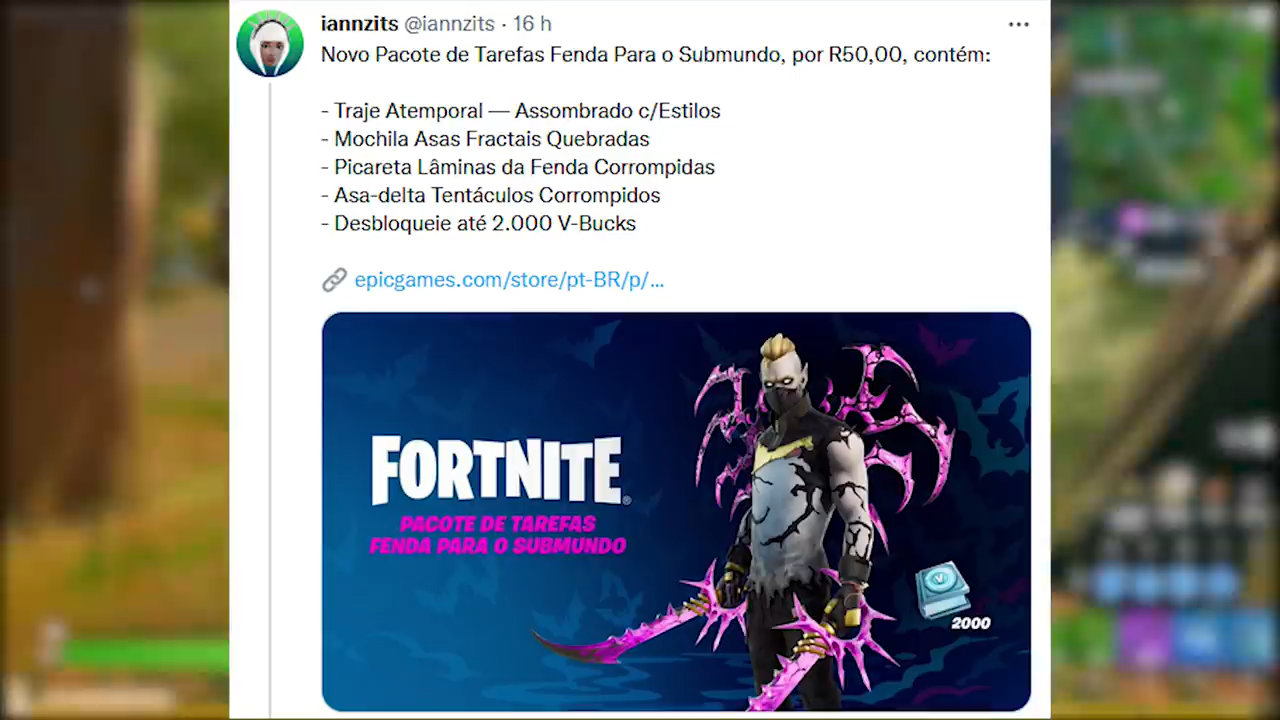 iannzits @iannzits · 16 h
Novo Pacote de Tarefas Fenda Para o Submundo, por R50,00, contém:
- Traje Atemporal — Assombrado c/Estilos
- Mochila Asas Fractais Quebradas
- Picareta Lâminas da Fenda Corrompidas
- Asa-delta Tentáculos Corrompidos
- Desbloqueie até 2.000 V-Bucks
epicgames.com/store/pt-BR/p/...
FORTNITE
PACOTE DE TAREFAS
FENDA PARA O SUBMUNDO
2000